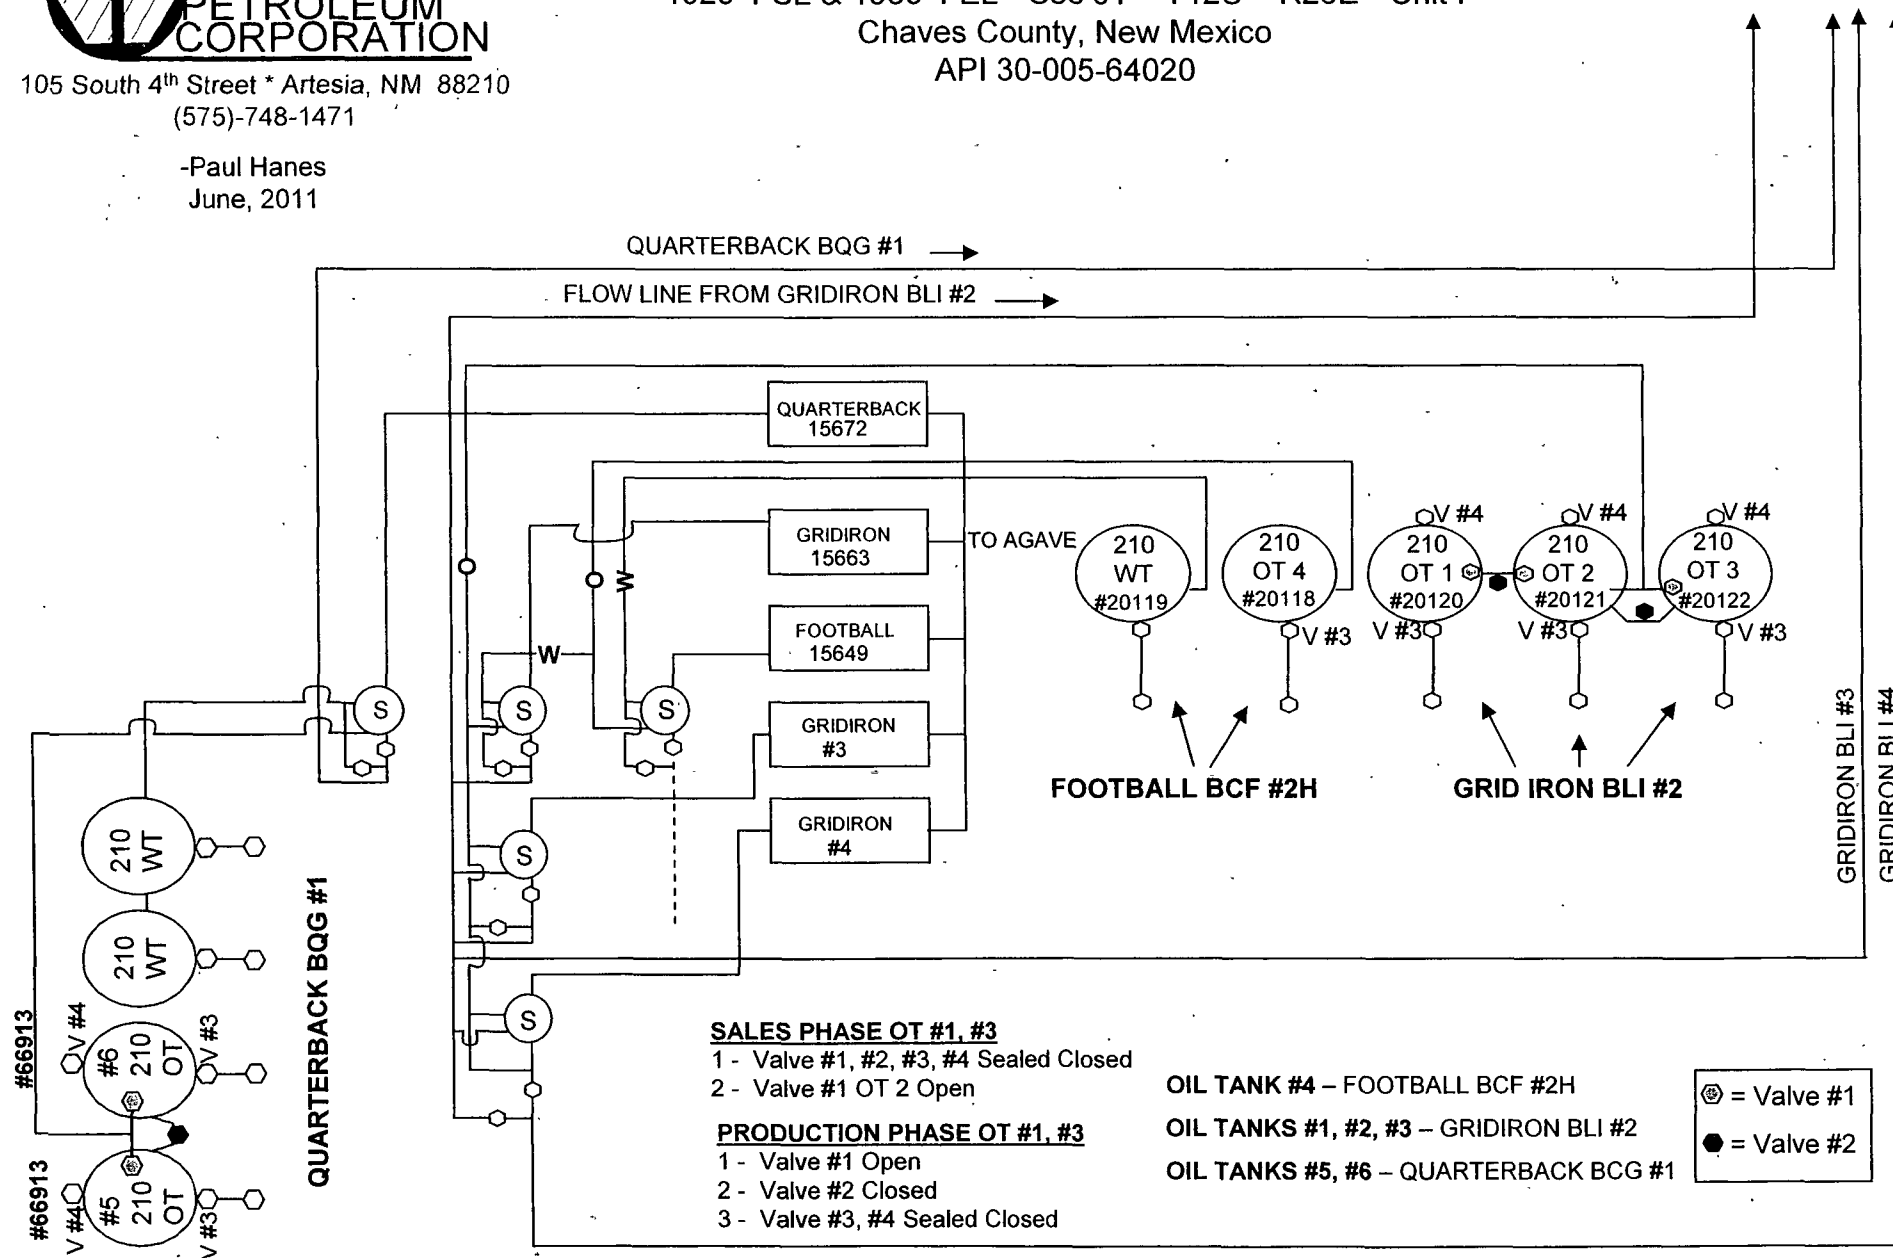 PETROLEUM
CORPORATION
105 South 4th Street * Artesia, NM 88210
(575)-748-1471
-Paul Hanes
June, 2011
Chaves County, New Mexico
API 30-005-64020
QUARTERBACK BQG #1
FLOW LINE FROM GRIDIRON BLI #2
QUARTERBACK
15672
GRIDIRON
15663
TO AGAVE
FOOTBALL
15649
GRIDIRON
#3
GRIDIRON
#4
O
O
W
W
S
S
S
S
S
210
WT
#20119
210
OT 4
#20118
V #3
V #4
210
OT 1
#20120
V #3
V #4
210
OT 2
#20121
V #3
V #4
210
OT 3
#20122
V #3
FOOTBALL BCF #2H
GRID IRON BLI #2
GRIDIRON BLI #3
GRIDIRON BLI #4
210
WT
210
WT
#66913
V #4
#6
210
OT
V #3
#66913
V #4
#5
210
OT
V #3
QUARTERBACK BQG #1
SALES PHASE OT #1, #3
1 - Valve #1, #2, #3, #4 Sealed Closed
2 - Valve #1 OT 2 Open
PRODUCTION PHASE OT #1, #3
1 - Valve #1 Open
2 - Valve #2 Closed
3 - Valve #3, #4 Sealed Closed
OIL TANK #4 – FOOTBALL BCF #2H
OIL TANKS #1, #2, #3 – GRIDIRON BLI #2
OIL TANKS #5, #6 – QUARTERBACK BCG #1
= Valve #1
= Valve #2